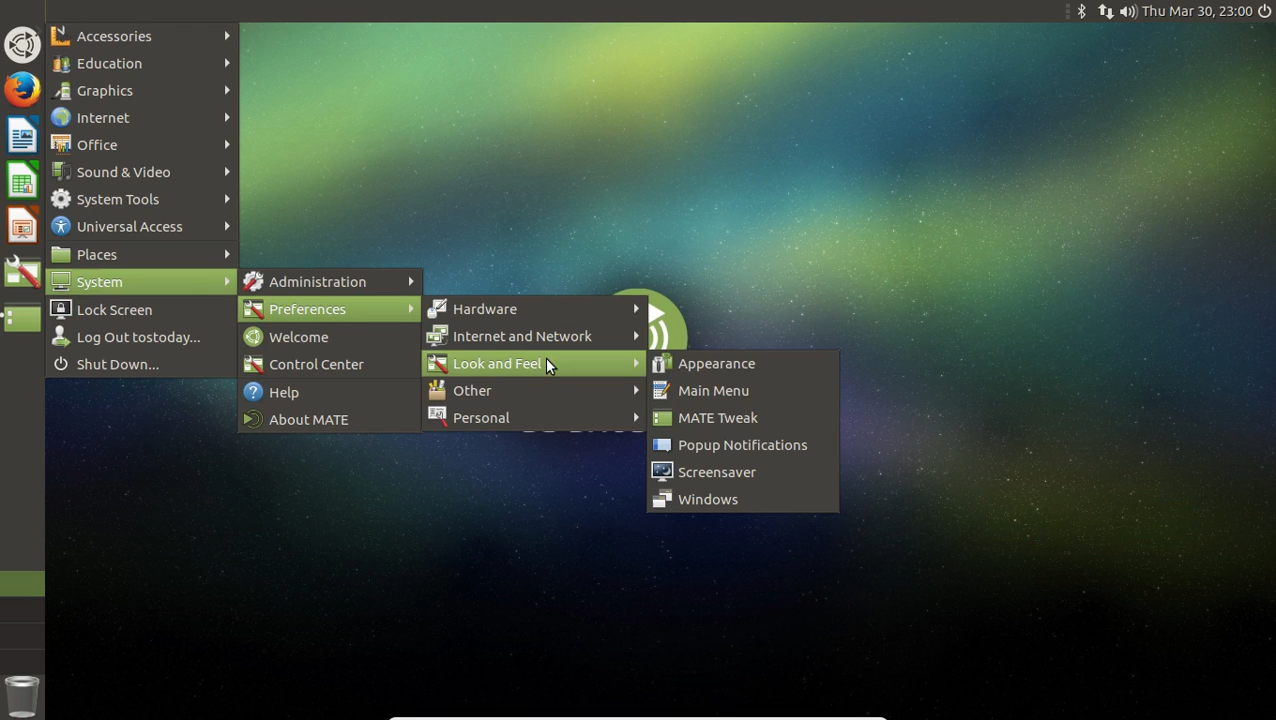 Thu Mar 30, 23:00
Accessories
Education
Graphics
Internet
Office
Sound & Video
System Tools
Universal Access
Places
System
Lock Screen
Log Out tostoday...
Shut Down...
Administration
Preferences
Welcome
Control Center
Help
About MATE
Hardware
Internet and Network
Look and Feel
Other
Personal
Appearance
Main Menu
MATE Tweak
Popup Notifications
Screensaver
Windows